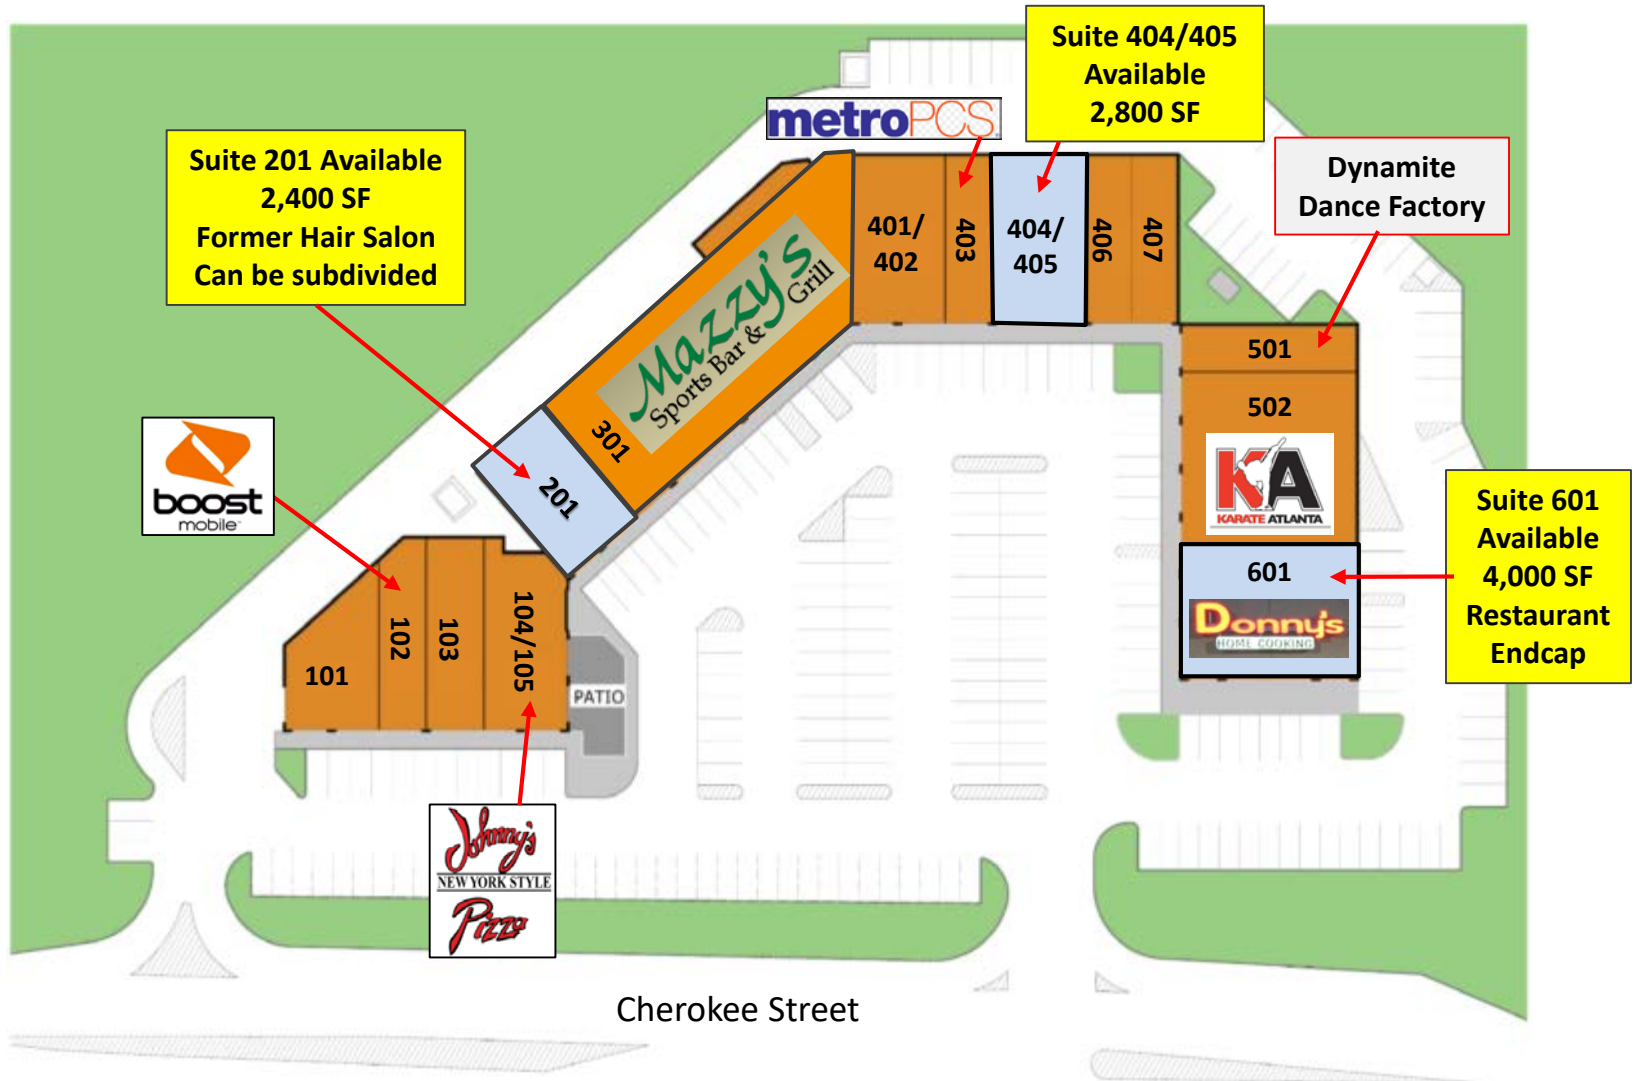 Suite 404/405
Available
2,800 SF
metroPCS
Suite 201 Available
2,400 SF
Former Hair Salon
Can be subdivided
Dynamite
Dance Factory
401/
402
403
404/
405
406
407
Mazzy's
Sports Bar &
Grill
301
201
501
502
KA
KARATE ATLANTA
boost
mobile
Suite 601
Available
4,000 SF
Restaurant
Endcap
601
Donny's
HOME COOKING
101
102
103
104/105
PATIO
Johnny's
NEW YORK STYLE
Pizza
Cherokee Street